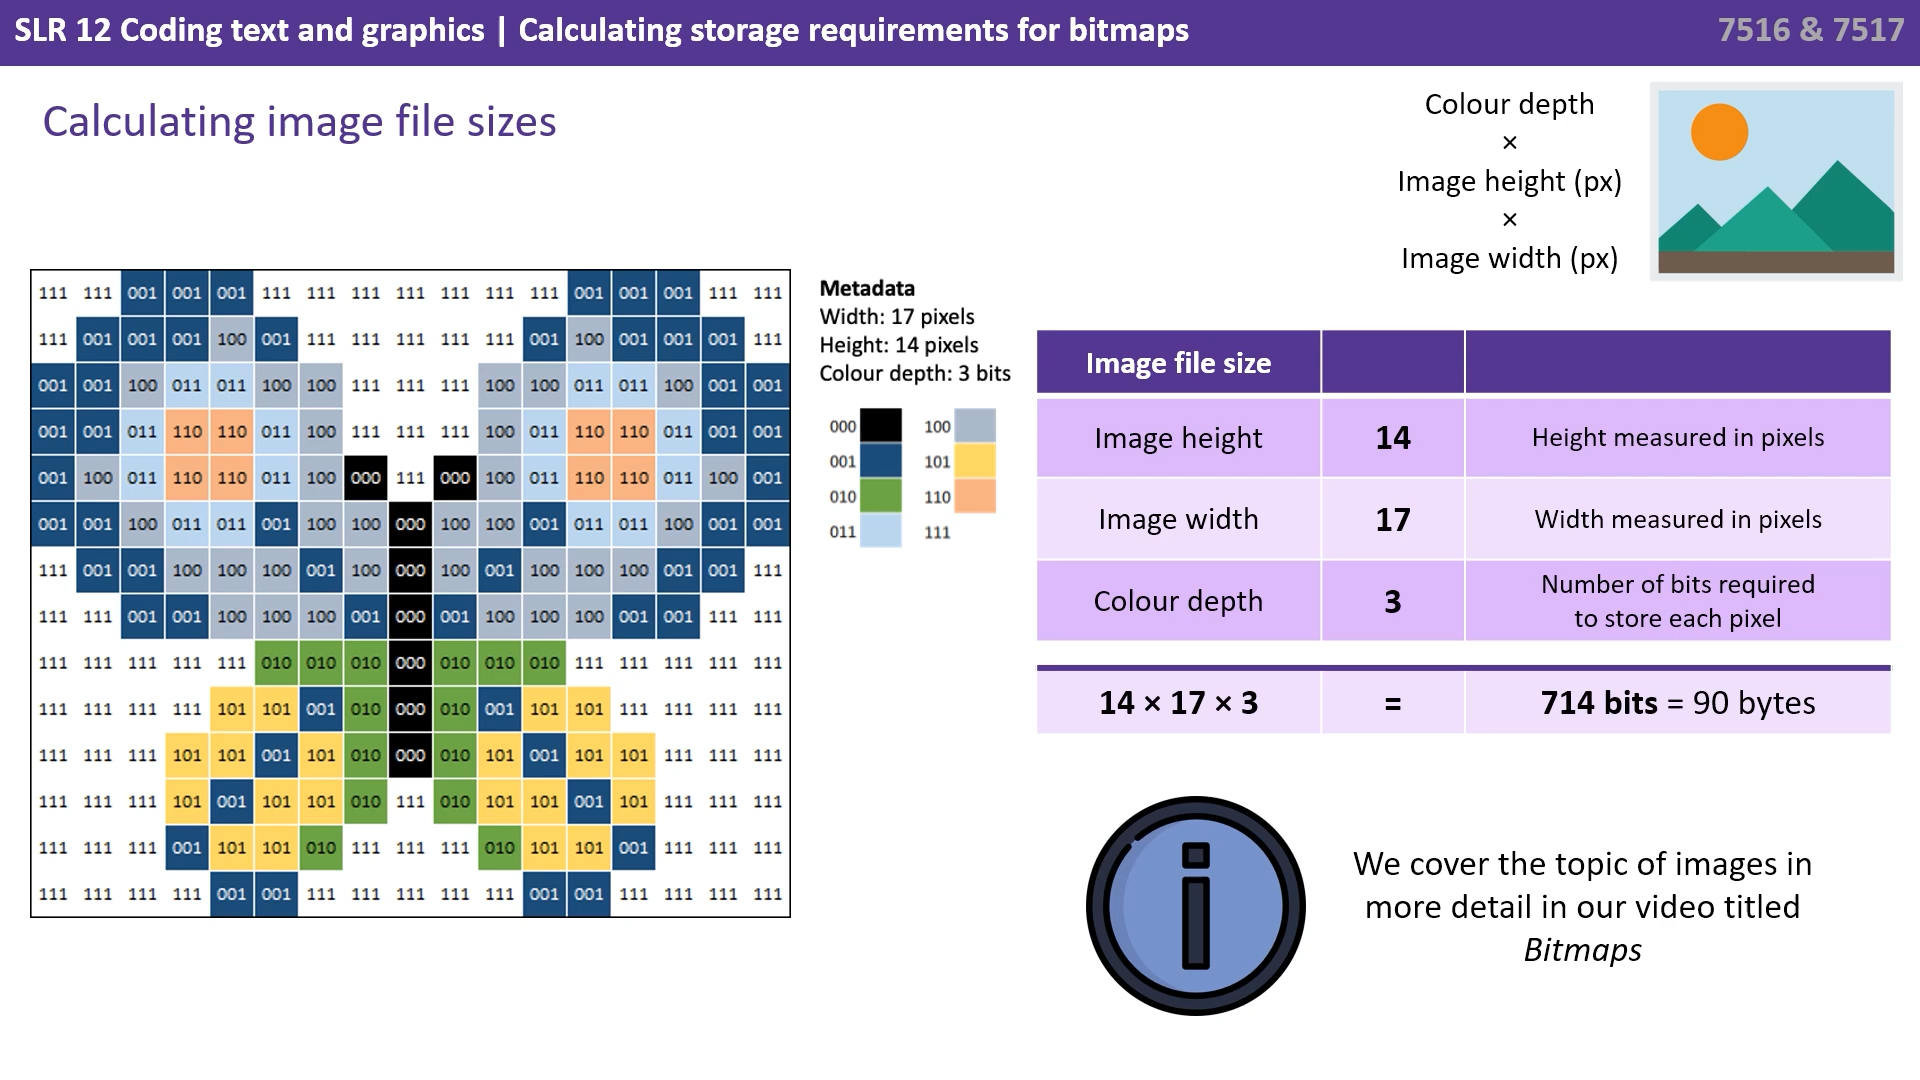 SLR 12 Coding text and graphics | Calculating storage requirements for bitmaps
7516 & 7517
Calculating image file sizes
Colour depth
×
Image height (px)
×
Image width (px)
111 111 001 001 001 111 111 111 111 111 111 111 001 001 001 111 111
111 001 001 001 100 001 111 111 111 111 111 001 100 001 001 001 111
001 001 100 011 011 100 100 111 111 111 100 100 011 011 100 001 001
001 001 011 110 110 011 100 111 111 111 100 011 110 110 011 001 001
001 100 011 110 110 011 100 000 111 000 100 011 110 110 011 100 001
001 001 100 011 011 001 100 100 000 100 100 001 011 011 100 001 001
111 001 001 100 100 100 001 100 000 100 001 100 100 100 001 001 111
111 111 001 001 100 100 100 001 000 001 100 100 100 001 001 111 111
111 111 111 111 111 010 010 010 000 010 010 010 111 111 111 111 111
111 111 111 111 101 101 001 010 000 010 001 101 101 111 111 111 111
111 111 111 101 101 001 101 010 000 010 101 001 101 101 111 111 111
111 111 111 101 001 101 101 010 111 010 101 101 001 101 111 111 111
111 111 111 001 101 101 010 111 111 111 010 101 101 001 111 111 111
111 111 111 111 001 001 111 111 111 111 111 001 001 111 111 111 111
Metadata
Width: 17 pixels
Height: 14 pixels
Colour depth: 3 bits
000 100
001 101
010 110
011 111
Image file size
Image height 14 Height measured in pixels
Image width 17 Width measured in pixels
Colour depth 3 Number of bits required
to store each pixel
14 × 17 × 3 = 714 bits = 90 bytes
We cover the topic of images in
more detail in our video titled
Bitmaps